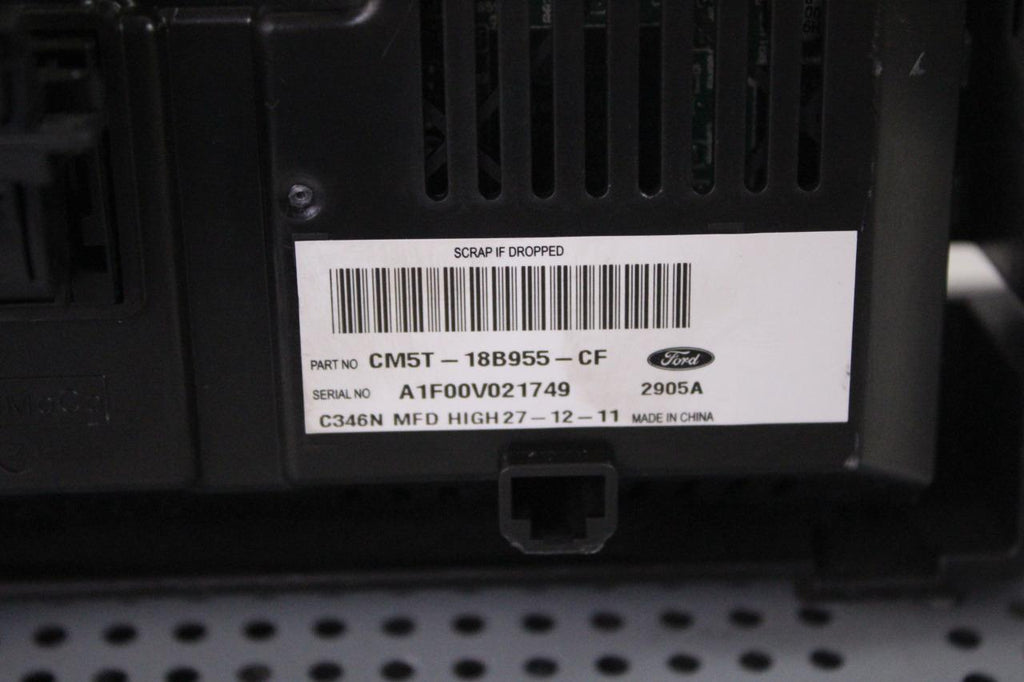 SCRAP IF DROPPED
PART NO CM5T-18B955-CF Ford
SERIAL NO A1F00V021749 2905A
C346N MFD HIGH 27-12-11 MADE IN CHINA